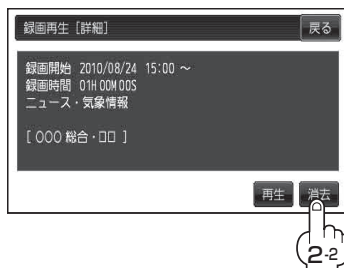 録画再生 [詳細]
戻る
録画開始 2010/08/24 15:00 ～
録画時間 01H 00M 00S
ニュース・気象情報
[ ○○○ 総合・□□ ]
再生 消去
2-2